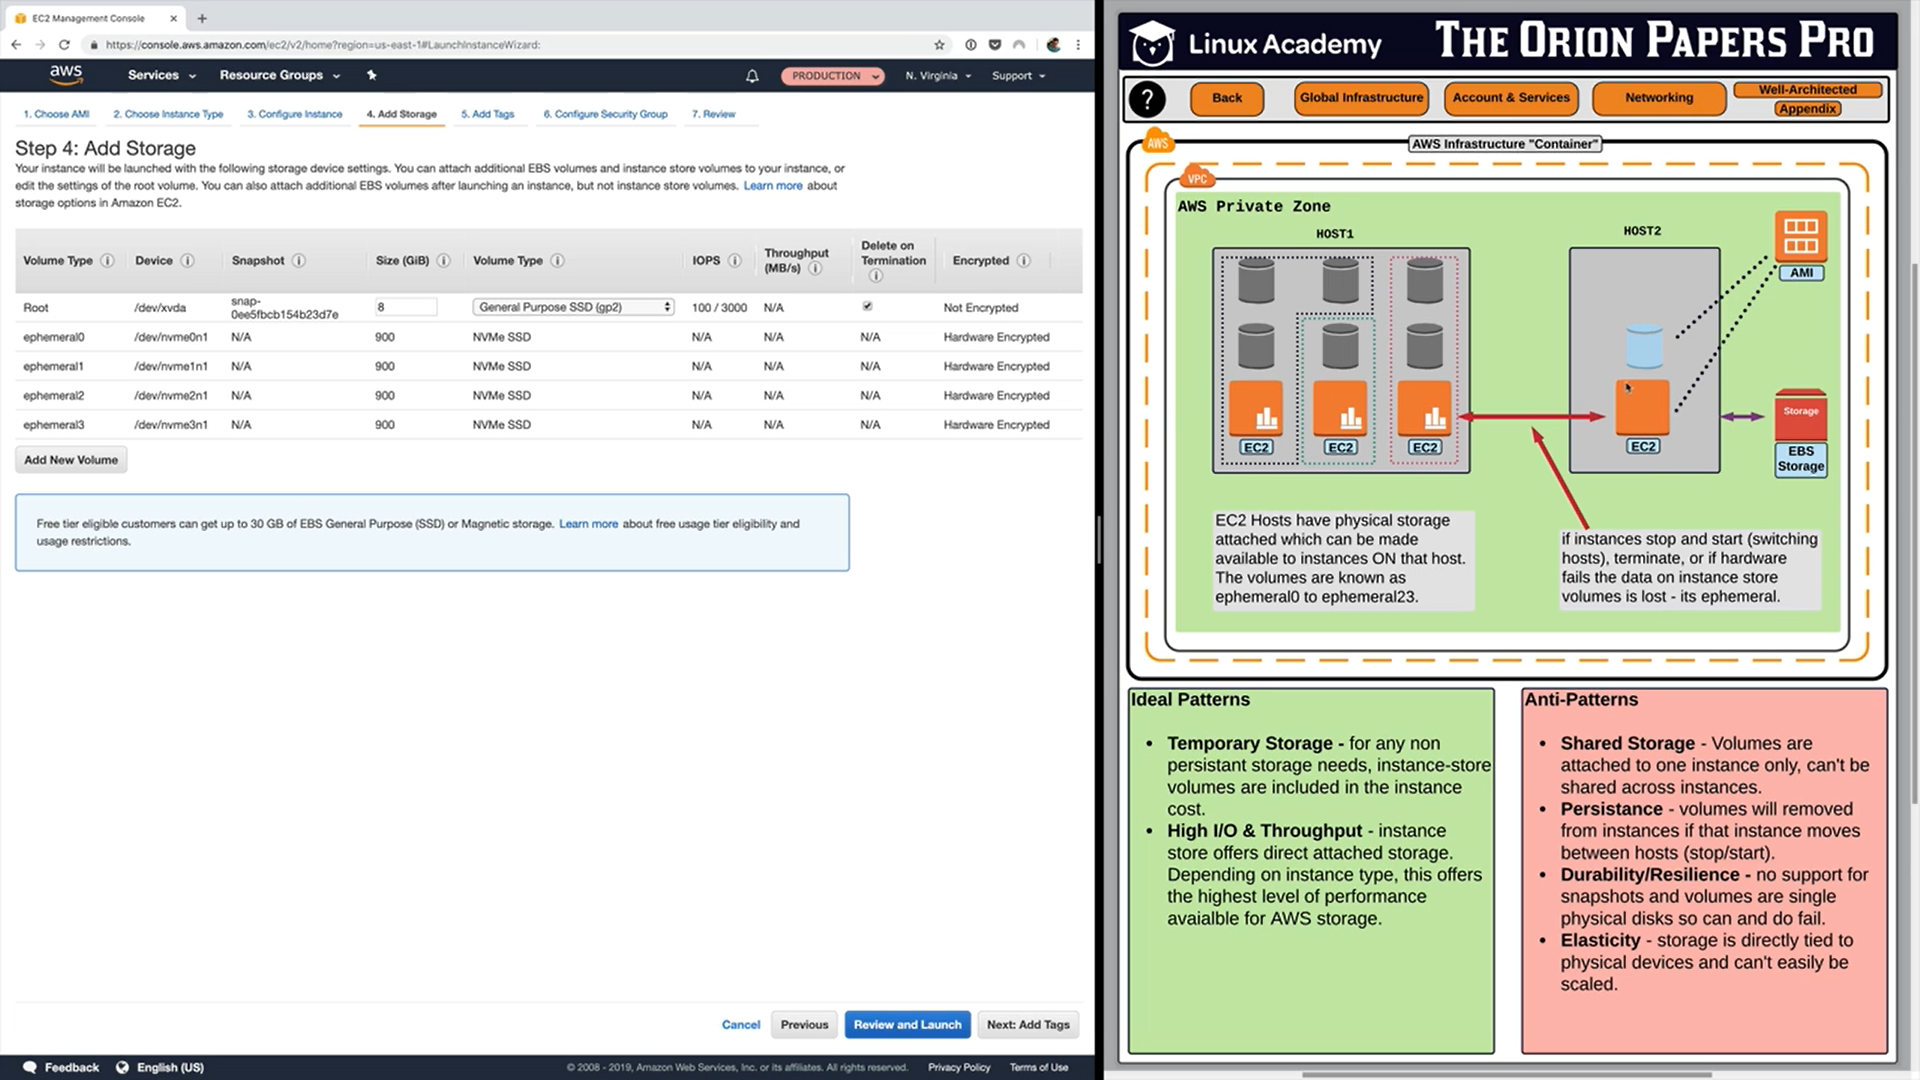 EC2 Management Console
https://console.aws.amazon.com/ec2/v2/home?region=us-east-1#LaunchInstanceWizard:
aws
Services
Resource Groups
PRODUCTION
N. Virginia
Support
1. Choose AMI
2. Choose Instance Type
3. Configure Instance
4. Add Storage
5. Add Tags
6. Configure Security Group
7. Review
Step 4: Add Storage
Your instance will be launched with the following storage device settings. You can attach additional EBS volumes and instance store volumes to your instance, or
edit the settings of the root volume. You can also attach additional EBS volumes after launching an instance, but not instance store volumes. Learn more about
storage options in Amazon EC2.
Volume Type Device Snapshot Size (GiB) Volume Type IOPS Throughput (MB/s) Delete on Termination Encrypted
Root /dev/xvda snap-0ee5fbcb154b23d7e 8 General Purpose SSD (gp2) 100 / 3000 N/A Not Encrypted
ephemeral0 /dev/nvme0n1 N/A 900 NVMe SSD N/A N/A N/A Hardware Encrypted
ephemeral1 /dev/nvme1n1 N/A 900 NVMe SSD N/A N/A N/A Hardware Encrypted
ephemeral2 /dev/nvme2n1 N/A 900 NVMe SSD N/A N/A N/A Hardware Encrypted
ephemeral3 /dev/nvme3n1 N/A 900 NVMe SSD N/A N/A N/A Hardware Encrypted
Add New Volume
Free tier eligible customers can get up to 30 GB of EBS General Purpose (SSD) or Magnetic storage. Learn more about free usage tier eligibility and
usage restrictions.
Cancel
Previous
Review and Launch
Next: Add Tags
Feedback
English (US)
© 2008 - 2019, Amazon Web Services, Inc. or its affiliates. All rights reserved.
Privacy Policy
Terms of Use
Linux Academy
THE ORION PAPERS PRO
?
Back
Global Infrastructure
Account & Services
Networking
Well-Architected
Appendix
AWS
AWS Infrastructure "Container"
VPC
AWS Private Zone
HOST1
HOST2
AMI
EC2
EC2
EC2
EC2
Storage
EBS
Storage
EC2 Hosts have physical storage
attached which can be made
available to instances ON that host.
The volumes are known as
ephemeral0 to ephemeral23.
if instances stop and start (switching
hosts), terminate, or if hardware
fails the data on instance store
volumes is lost - its ephemeral.
Ideal Patterns
• Temporary Storage - for any non
persistant storage needs, instance-store
volumes are included in the instance
cost.
• High I/O & Throughput - instance
store offers direct attached storage.
Depending on instance type, this offers
the highest level of performance
avaialble for AWS storage.
Anti-Patterns
• Shared Storage - Volumes are
attached to one instance only, can't be
shared across instances.
• Persistance - volumes will removed
from instances if that instance moves
between hosts (stop/start).
• Durability/Resilience - no support for
snapshots and volumes are single
physical disks so can and do fail.
• Elasticity - storage is directly tied to
physical devices and can't easily be
scaled.